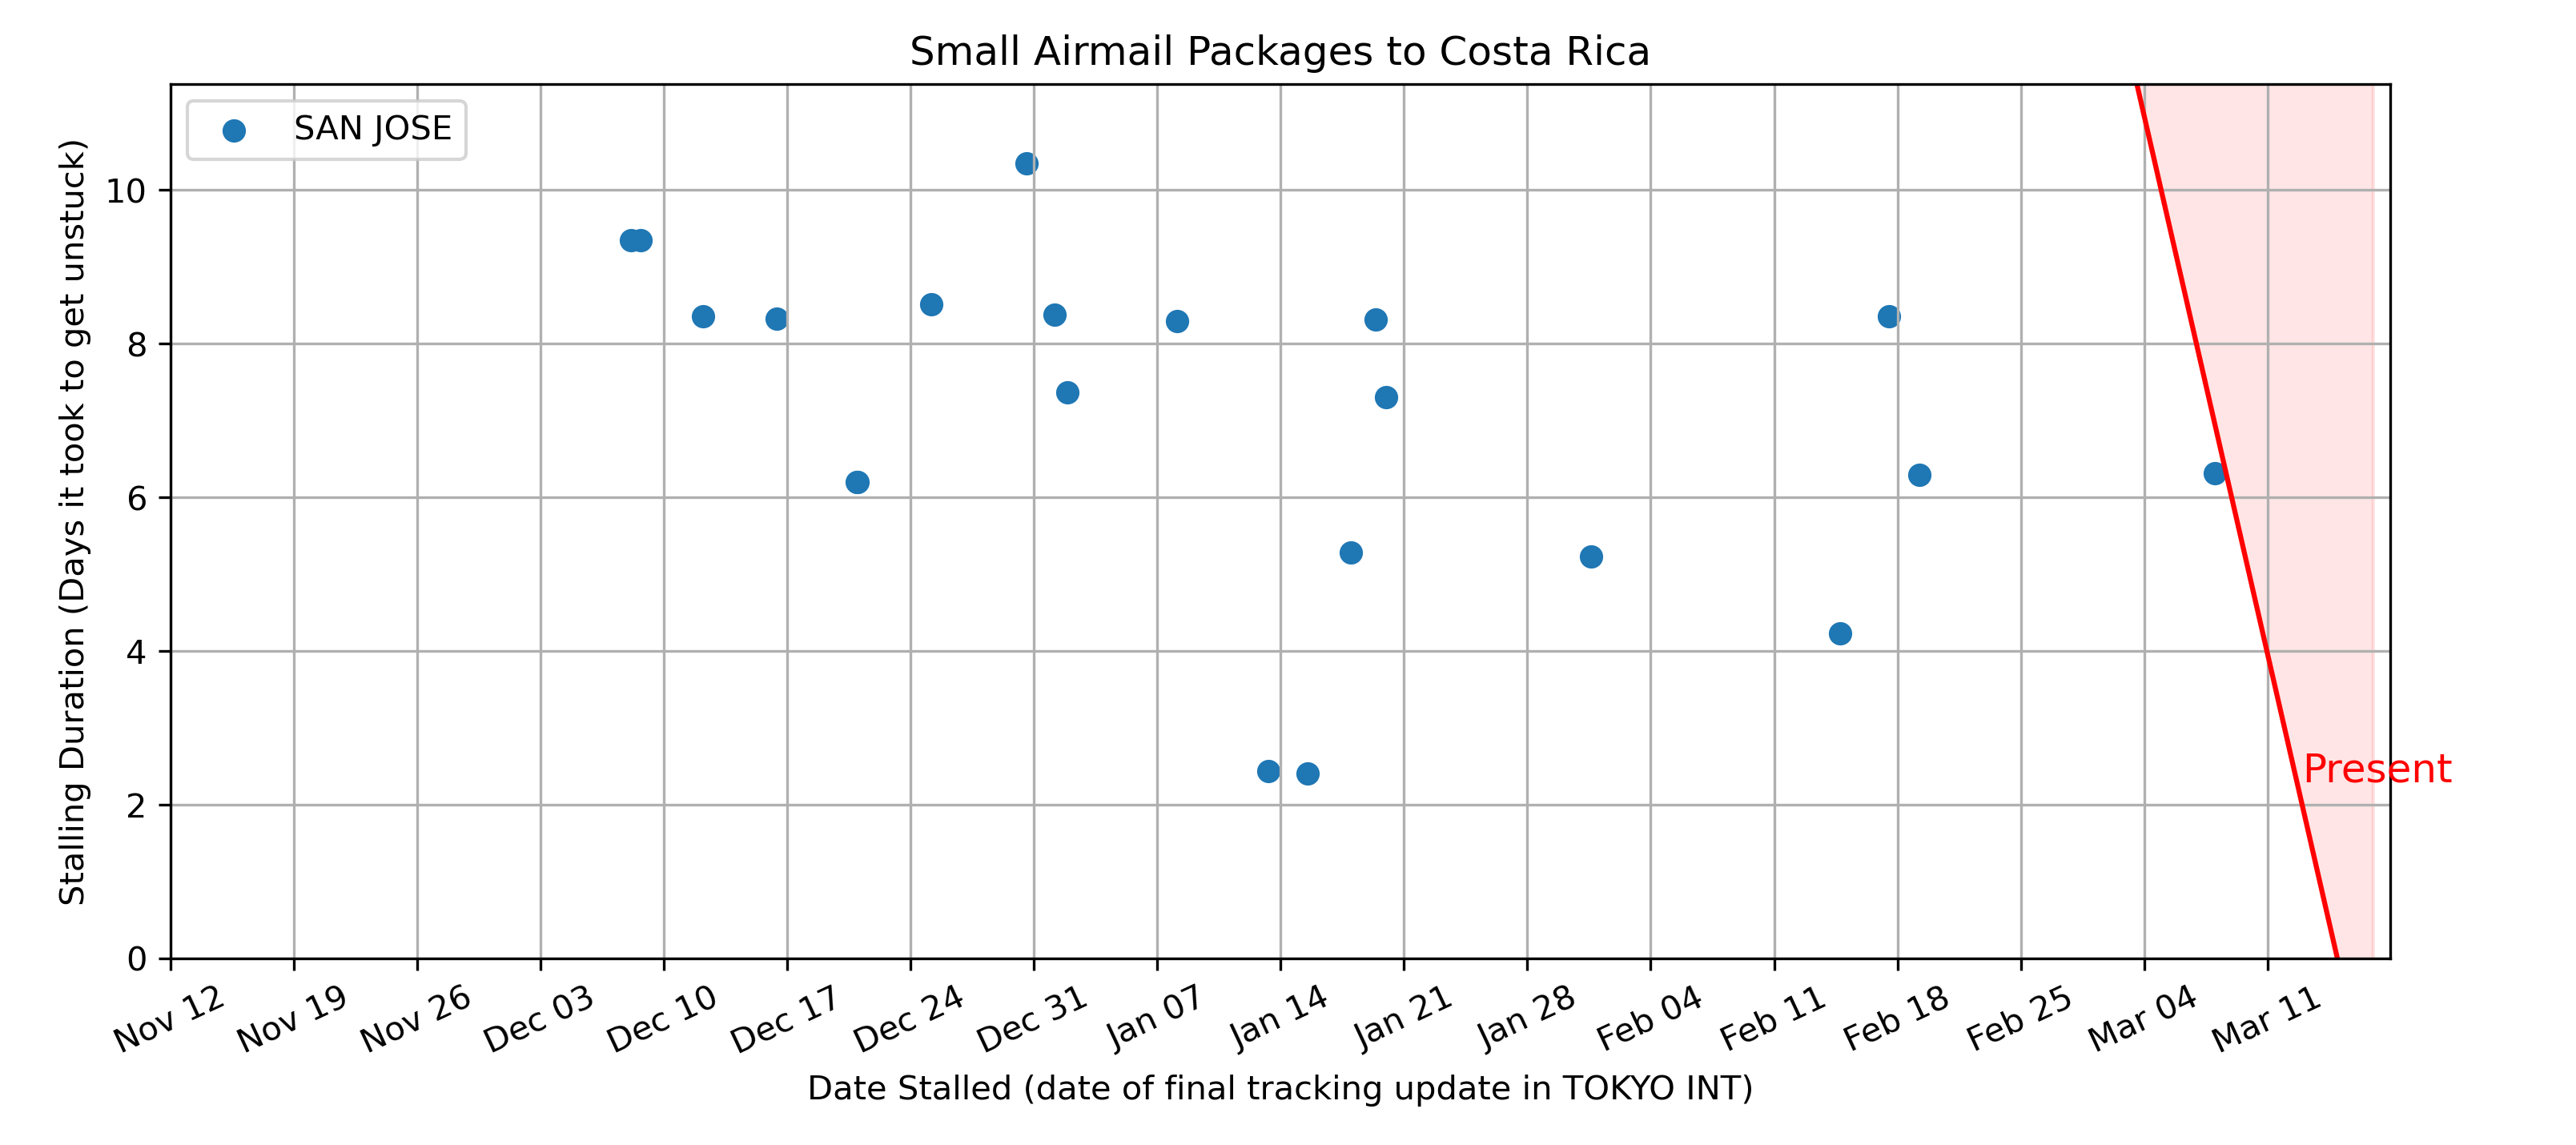 Small Airmail Packages to Costa Rica
SAN JOSE
Stalling Duration (Days it took to get unstuck)
10
8
6
4
2
0
Present
Nov 12
Nov 19
Nov 26
Dec 03
Dec 10
Dec 17
Dec 24
Dec 31
Jan 07
Jan 14
Jan 21
Jan 28
Feb 04
Feb 11
Feb 18
Feb 25
Mar 04
Mar 11
Date Stalled (date of final tracking update in TOKYO INT)